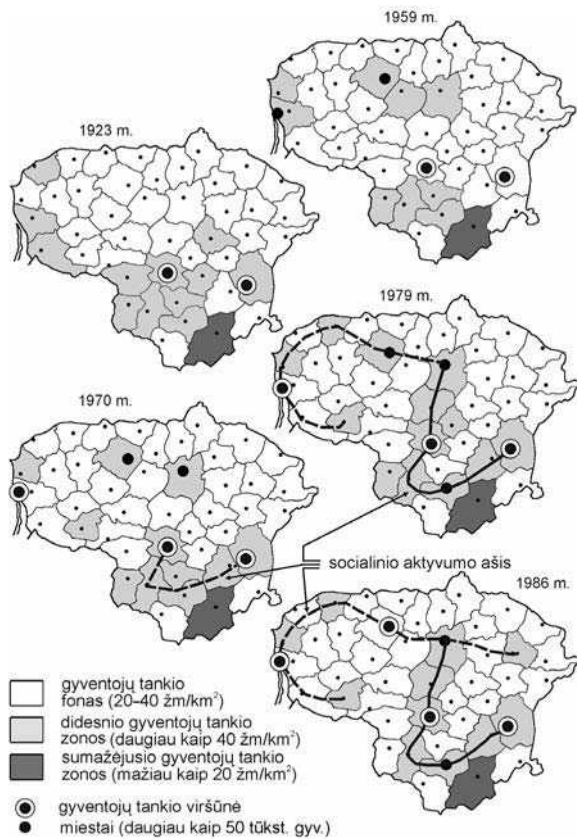 1959 m.
1923 m.
1979 m.
1970 m.
socialinio aktyvumo ašis
1986 m.
gyventojų tankio
fonas (20–40 žm/km²)
didesnio gyventojų tankio
zonos (daugiau kaip 40 žm/km²)
sumažėjusio gyventojų tankio
zonos (mažiau kaip 20 žm/km²)
gyventojų tankio viršūnė
miestai (daugiau kaip 50 tūkst. gyv.)